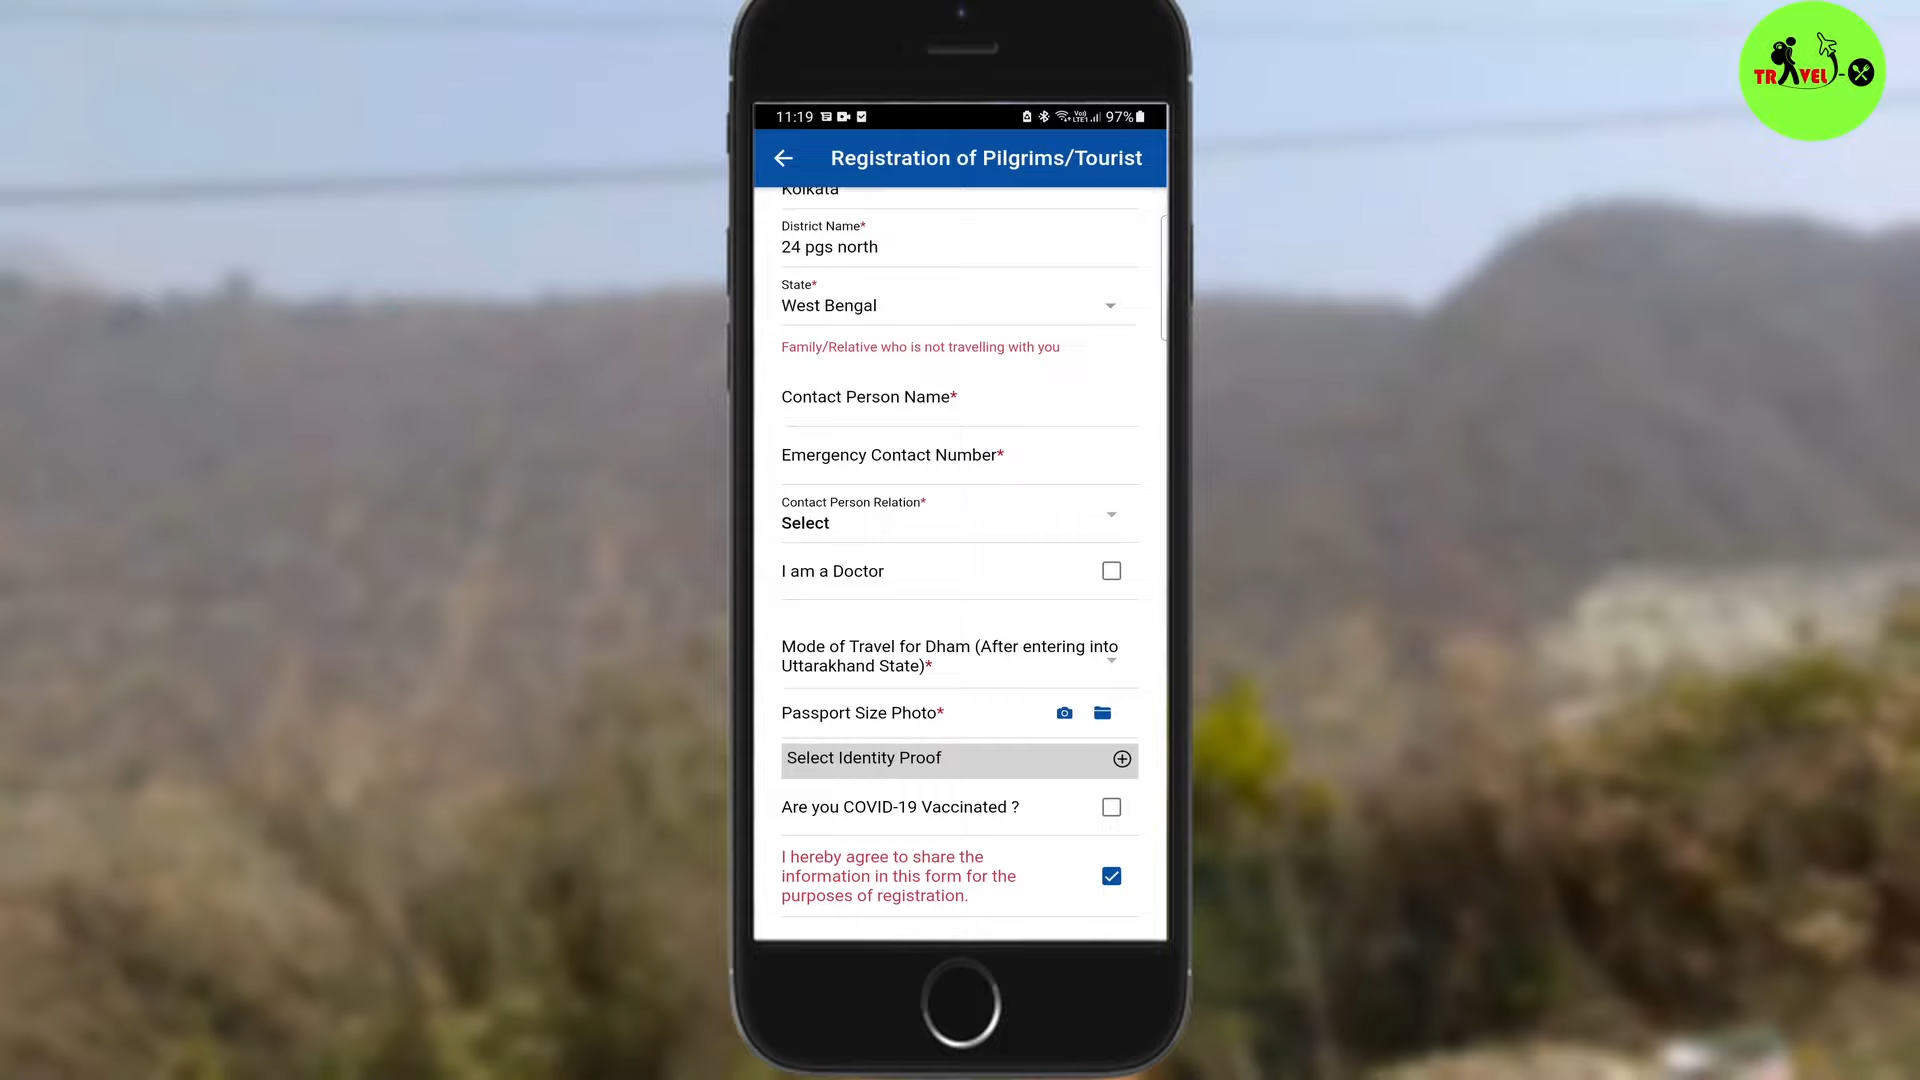 TRAVEL-O
11:19
97%
Registration of Pilgrims/Tourist
Kolkata
District Name*
24 pgs north
State*
West Bengal
Family/Relative who is not travelling with you
Contact Person Name*
Emergency Contact Number*
Contact Person Relation*
Select
I am a Doctor
Mode of Travel for Dham (After entering into
Uttarakhand State)*
Passport Size Photo*
Select Identity Proof
Are you COVID-19 Vaccinated ?
I hereby agree to share the
information in this form for the
purposes of registration.